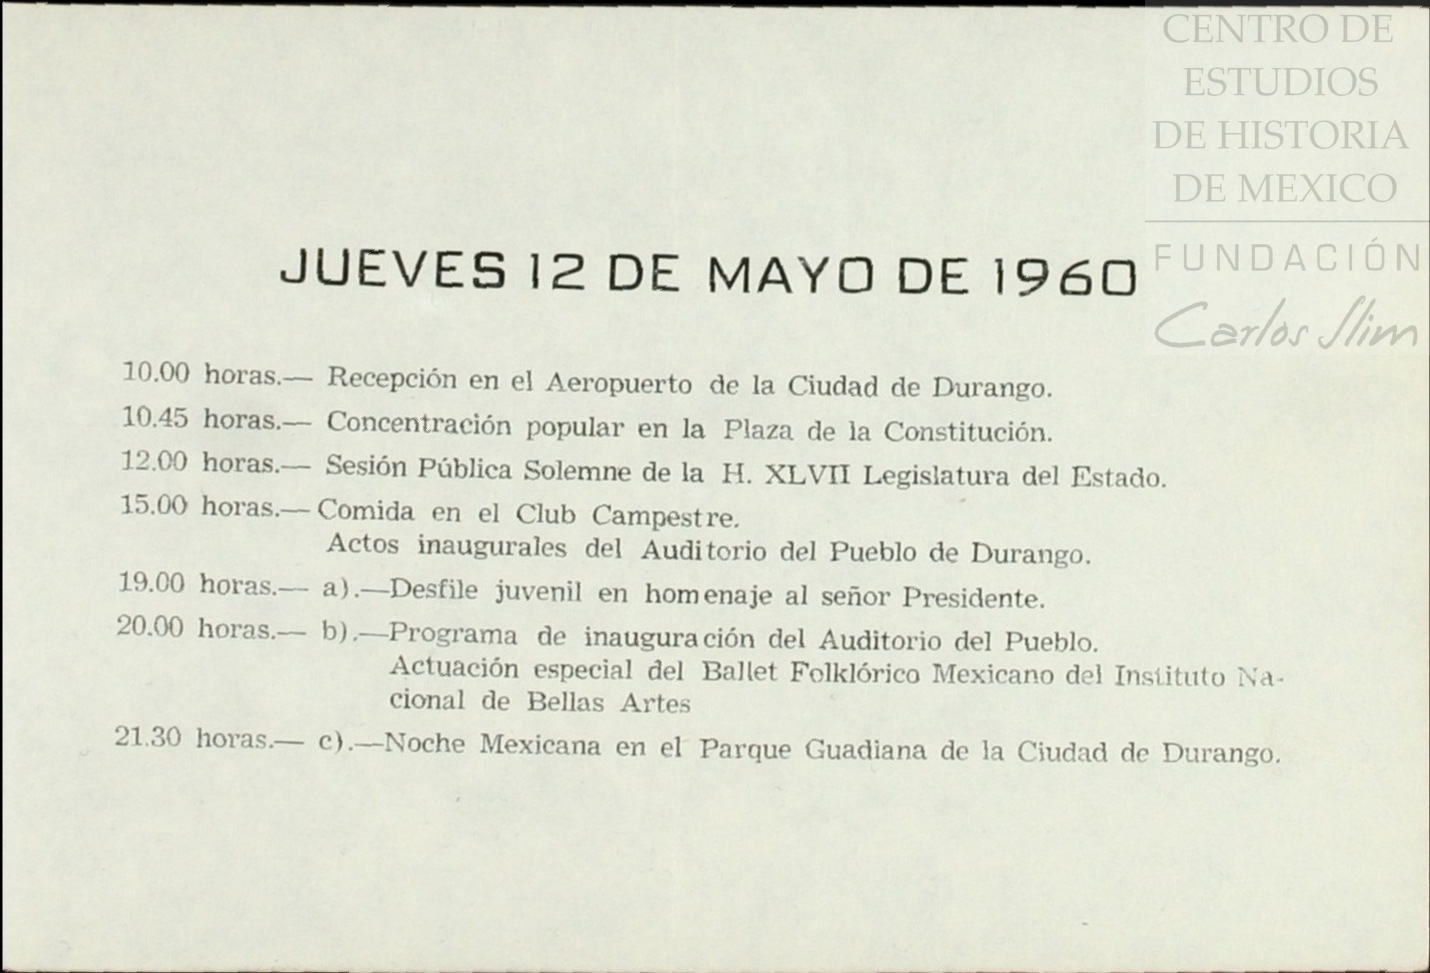 CENTRO DE
ESTUDIOS
DE HISTORIA
DE MEXICO
FUNDACIÓN
Carlos Slim
JUEVES 12 DE MAYO DE 1960
10.00 horas.— Recepción en el Aeropuerto de la Ciudad de Durango.
10.45 horas.— Concentración popular en la Plaza de la Constitución.
12.00 horas.— Sesión Pública Solemne de la H. XLVII Legislatura del Estado.
15.00 horas.— Comida en el Club Campestre.
Actos inaugurales del Auditorio del Pueblo de Durango.
19.00 horas.— a).—Desfile juvenil en homenaje al señor Presidente.
20.00 horas.— b).—Programa de inauguración del Auditorio del Pueblo.
Actuación especial del Ballet Folklórico Mexicano del Instituto Na-
cional de Bellas Artes
21.30 horas.— c).—Noche Mexicana en el Parque Guadiana de la Ciudad de Durango.